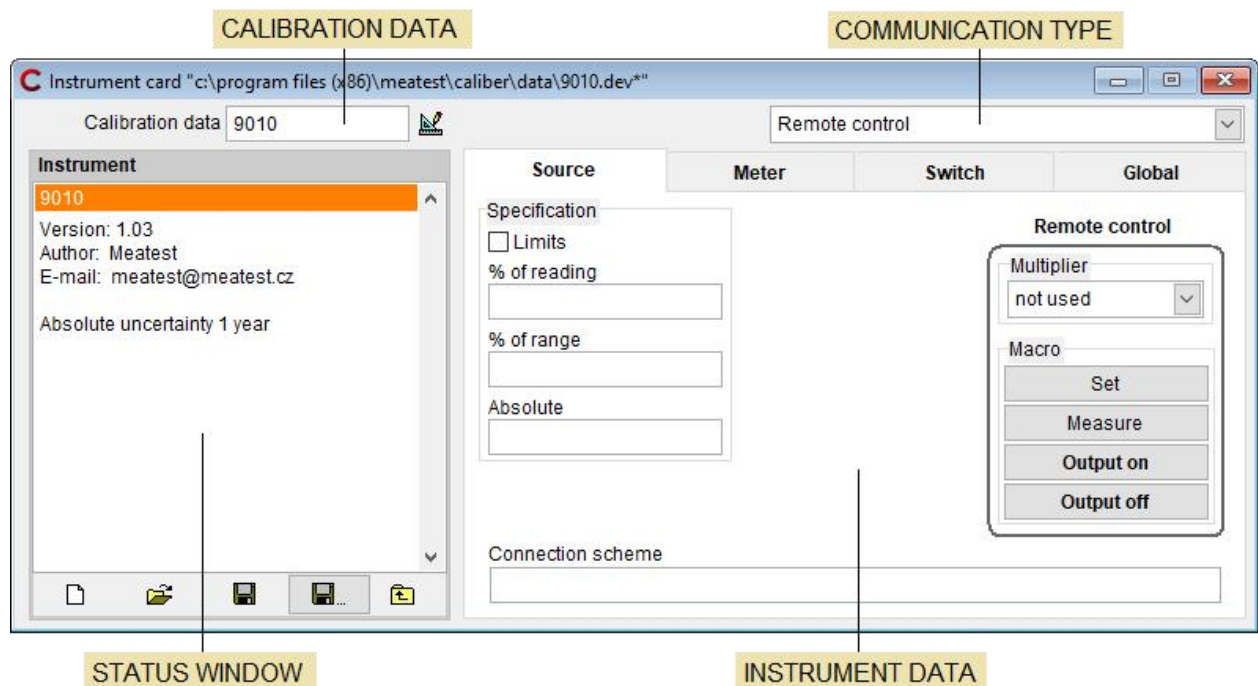 CALIBRATION DATA
COMMUNICATION TYPE
C Instrument card "c:\program files (x86)\meatest\caliber\data\9010.dev*"
Calibration data 9010
Remote control
Instrument
9010
Version: 1.03
Author: Meatest
E-mail: meatest@meatest.cz
Absolute uncertainty 1 year
Source Meter Switch Global
Specification
Limits
% of reading
% of range
Absolute
Remote control
Multiplier
not used
Macro
Set
Measure
Output on
Output off
Connection scheme
...
STATUS WINDOW
INSTRUMENT DATA